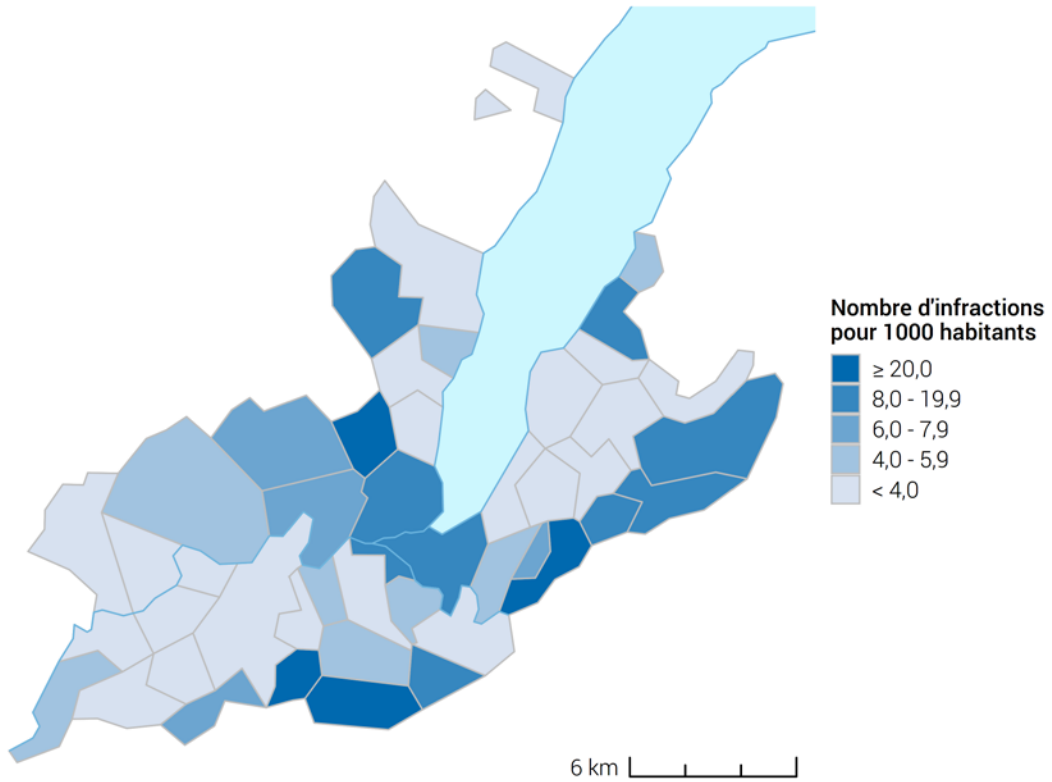 Nombre d'infractions
pour 1000 habitants
≥ 20,0
8,0 - 19,9
6,0 - 7,9
4,0 - 5,9
< 4,0
6 km